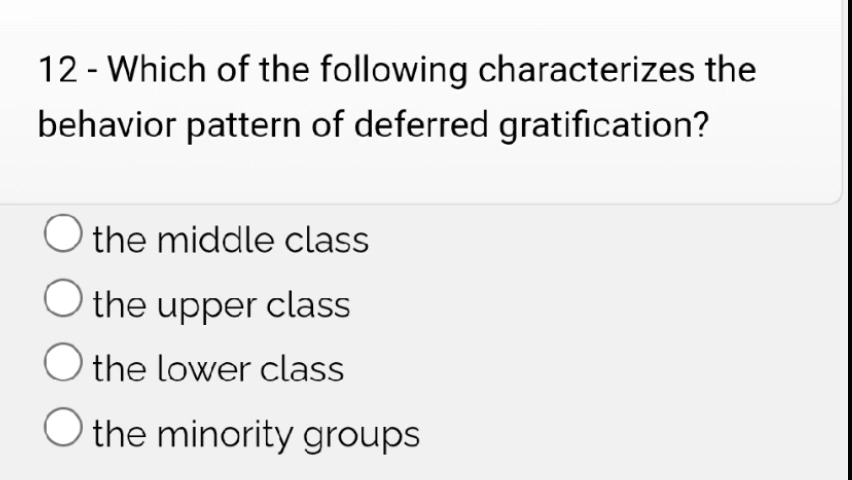 12 - Which of the following characterizes the
behavior pattern of deferred gratification?
the middle class
the upper class
the lower class
the minority groups